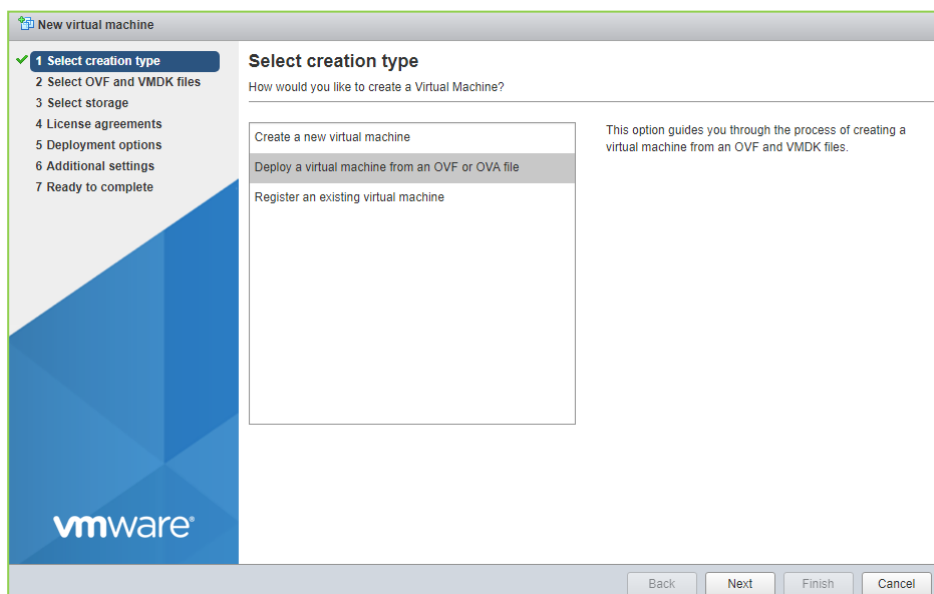 New virtual machine
1 Select creation type
2 Select OVF and VMDK files
3 Select storage
4 License agreements
5 Deployment options
6 Additional settings
7 Ready to complete
vmware®
Select creation type
How would you like to create a Virtual Machine?
Create a new virtual machine
Deploy a virtual machine from an OVF or OVA file
Register an existing virtual machine
This option guides you through the process of creating a
virtual machine from an OVF and VMDK files.
Back Next Finish Cancel